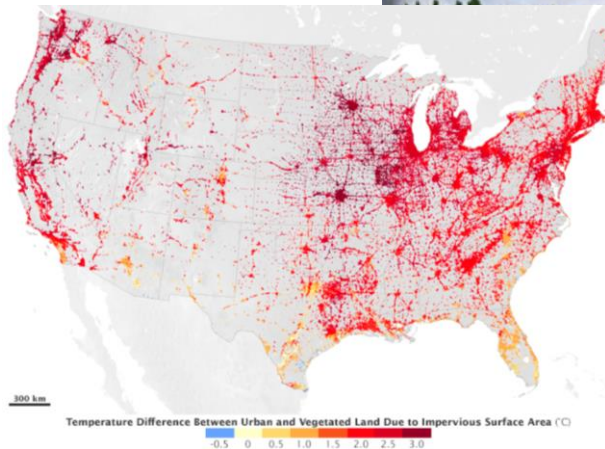 300 km
Temperature Difference Between Urban and Vegetated Land Due to Impervious Surface Area (°C)
-0.5 0 0.5 1.0 1.5 2.0 2.5 3.0